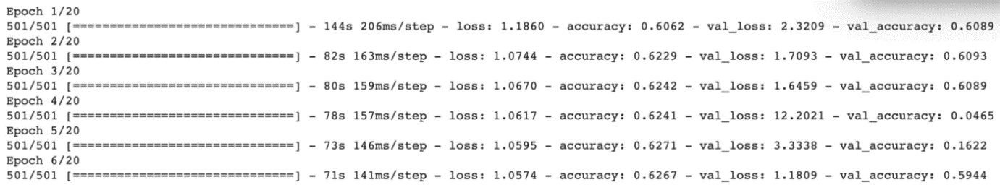 Epoch 1/20
501/501 [==============================] - 144s 206ms/step - loss: 1.1860 - accuracy: 0.6062 - val_loss: 2.3209 - val_accuracy: 0.6089
Epoch 2/20
501/501 [==============================] - 82s 163ms/step - loss: 1.0744 - accuracy: 0.6229 - val_loss: 1.7093 - val_accuracy: 0.6093
Epoch 3/20
501/501 [==============================] - 80s 159ms/step - loss: 1.0670 - accuracy: 0.6242 - val_loss: 1.6459 - val_accuracy: 0.6089
Epoch 4/20
501/501 [==============================] - 78s 157ms/step - loss: 1.0617 - accuracy: 0.6241 - val_loss: 12.2021 - val_accuracy: 0.0465
Epoch 5/20
501/501 [==============================] - 73s 146ms/step - loss: 1.0595 - accuracy: 0.6271 - val_loss: 3.3338 - val_accuracy: 0.1622
Epoch 6/20
501/501 [==============================] - 71s 141ms/step - loss: 1.0574 - accuracy: 0.6267 - val_loss: 1.1809 - val_accuracy: 0.5944